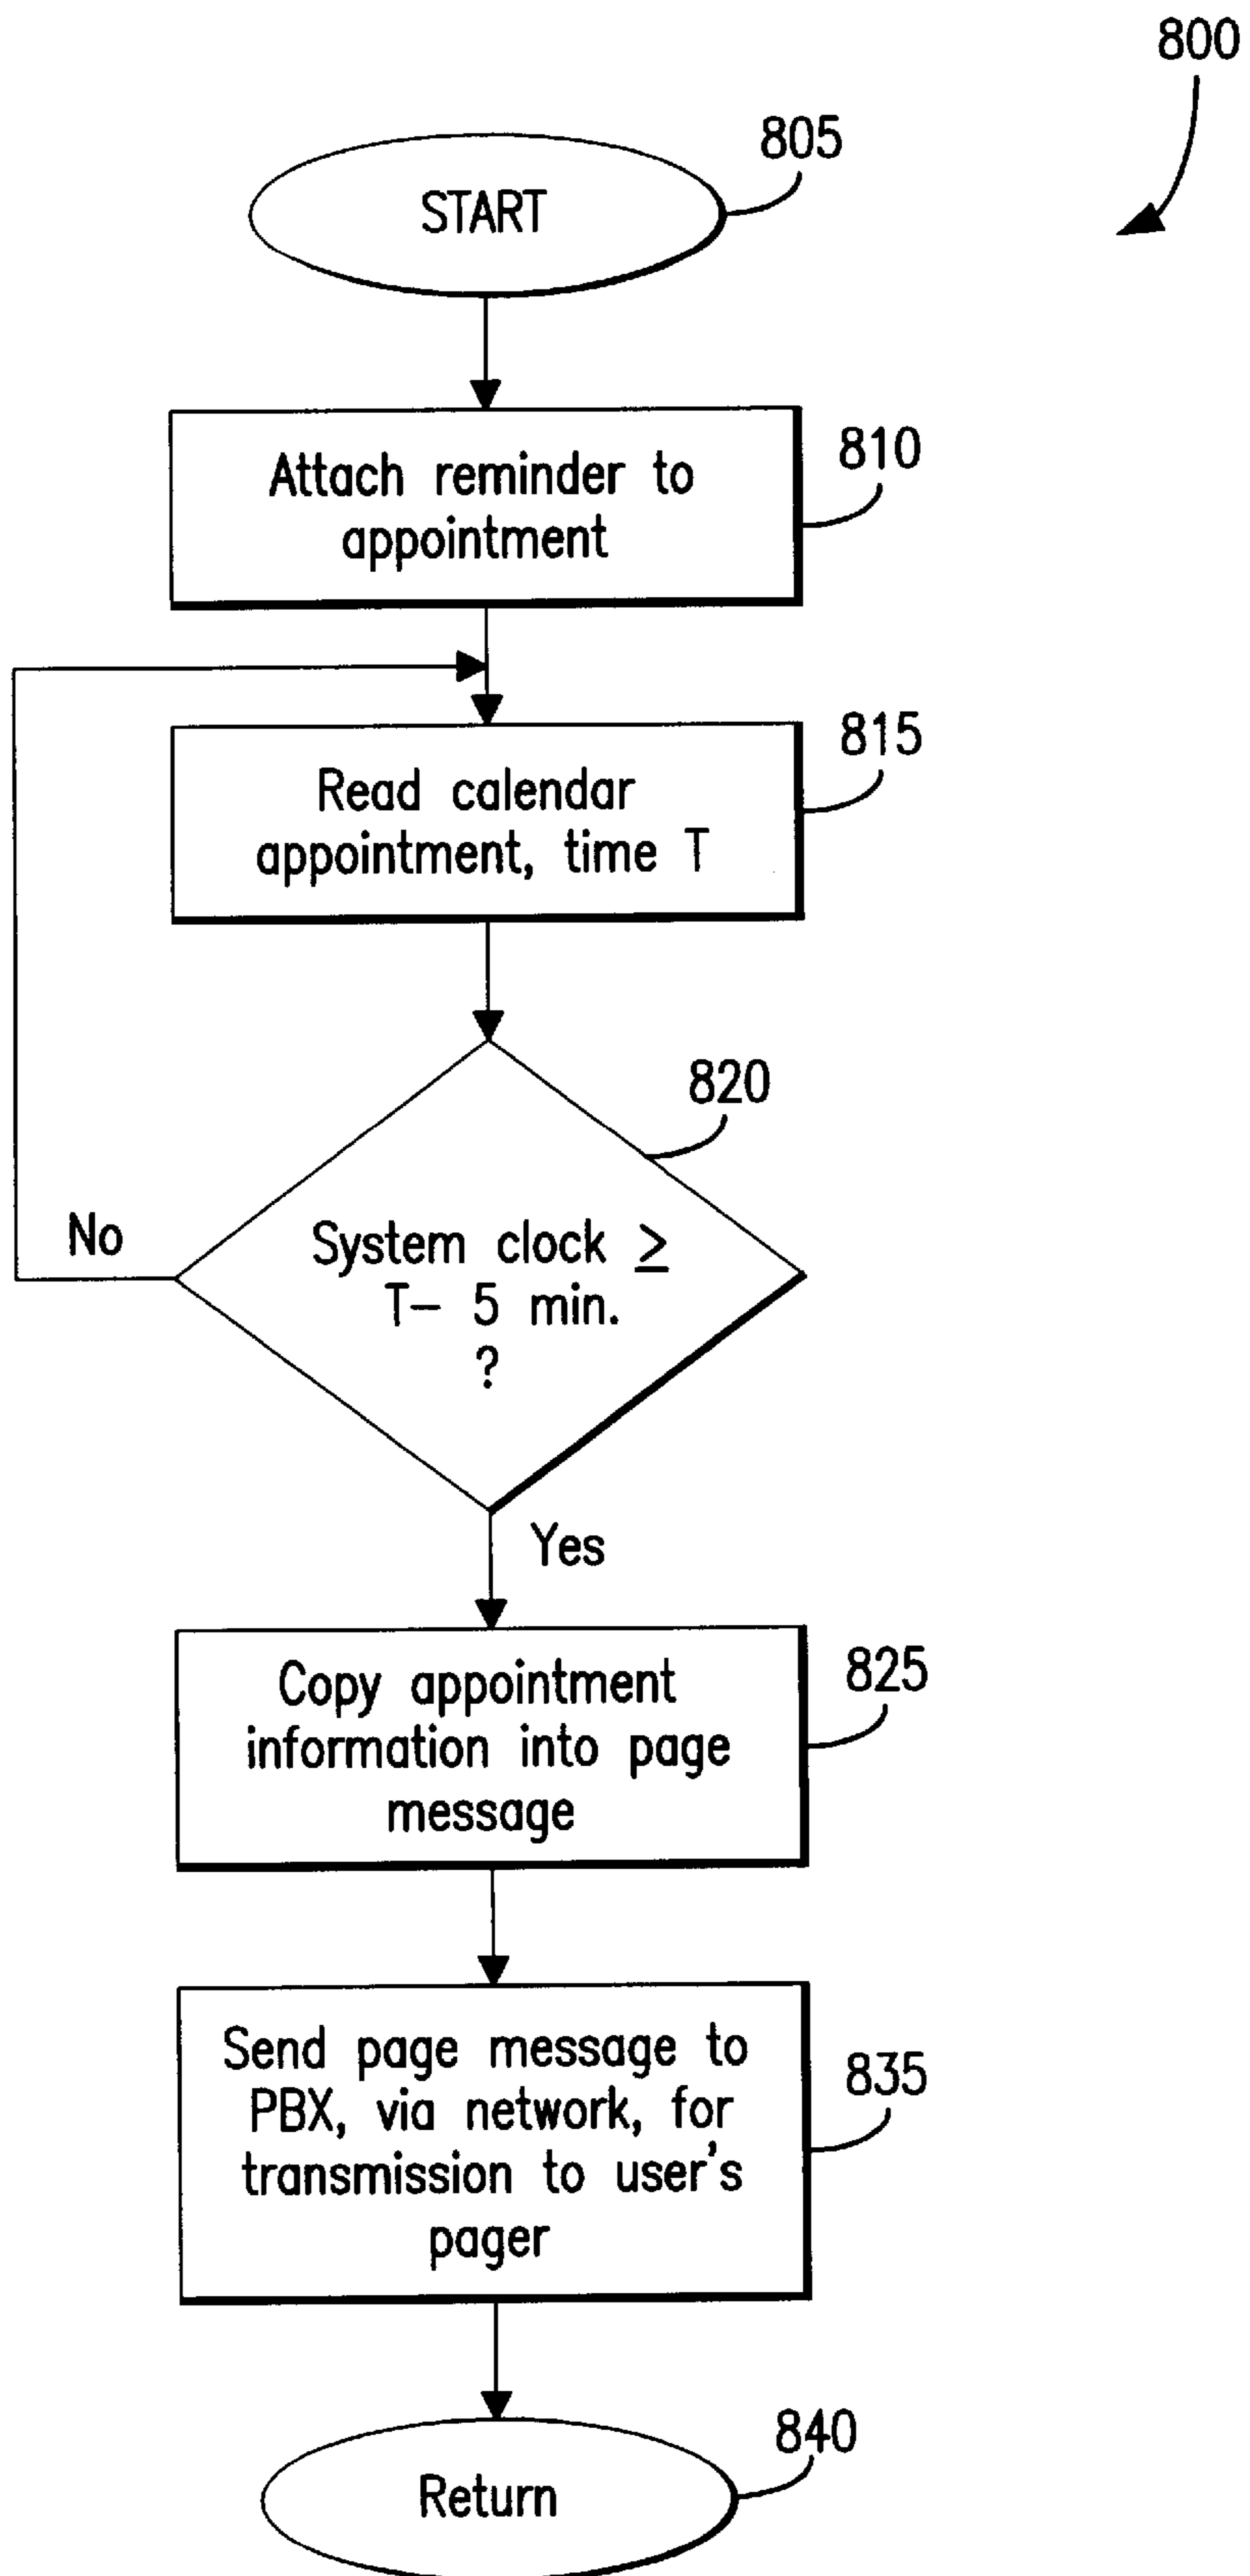 800
805
START
810
Attach reminder to
appointment
815
Read calendar
appointment, time T
820
No
System clock ≥
T– 5 min.
?
Yes
825
Copy appointment
information into page
message
835
Send page message to
PBX, via network, for
transmission to user's
pager
840
Return